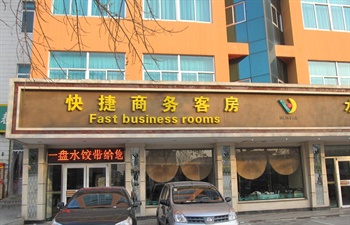 快捷商务客房
Fast business rooms
一盘水饺带给您